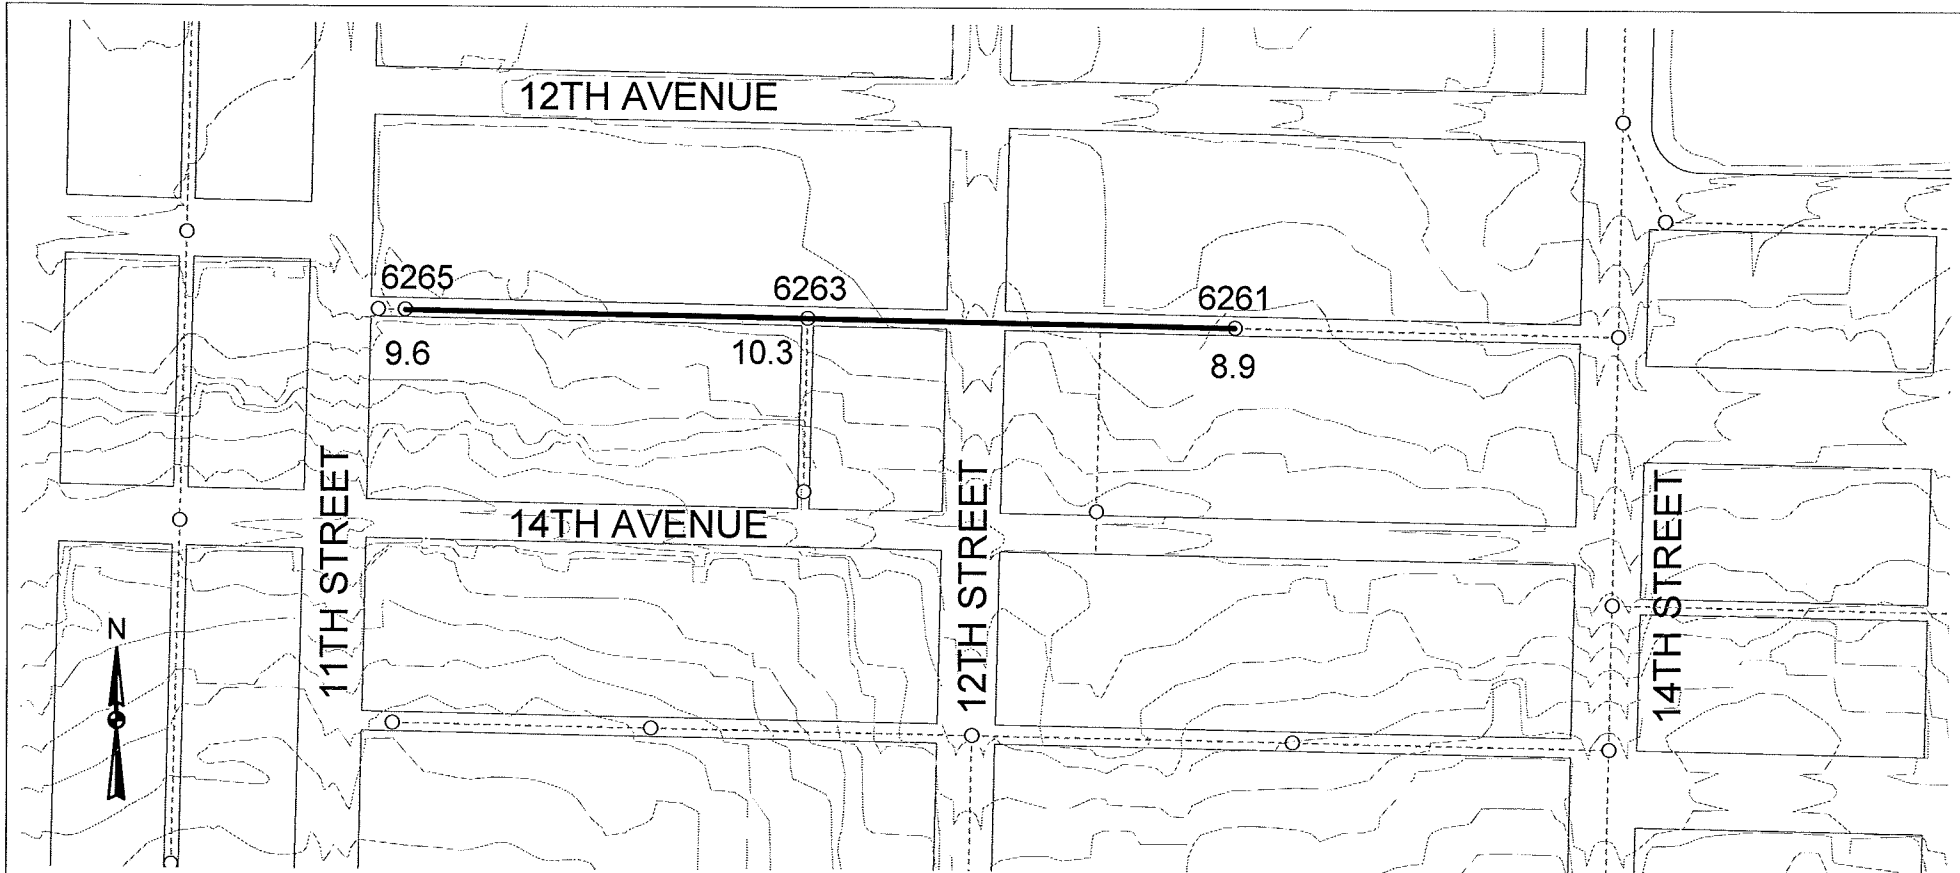 12TH AVENUE
6265
6263
6261
9.6
10.3
8.9
14TH AVENUE
11TH STREET
12TH STREET
14TH STREET
N